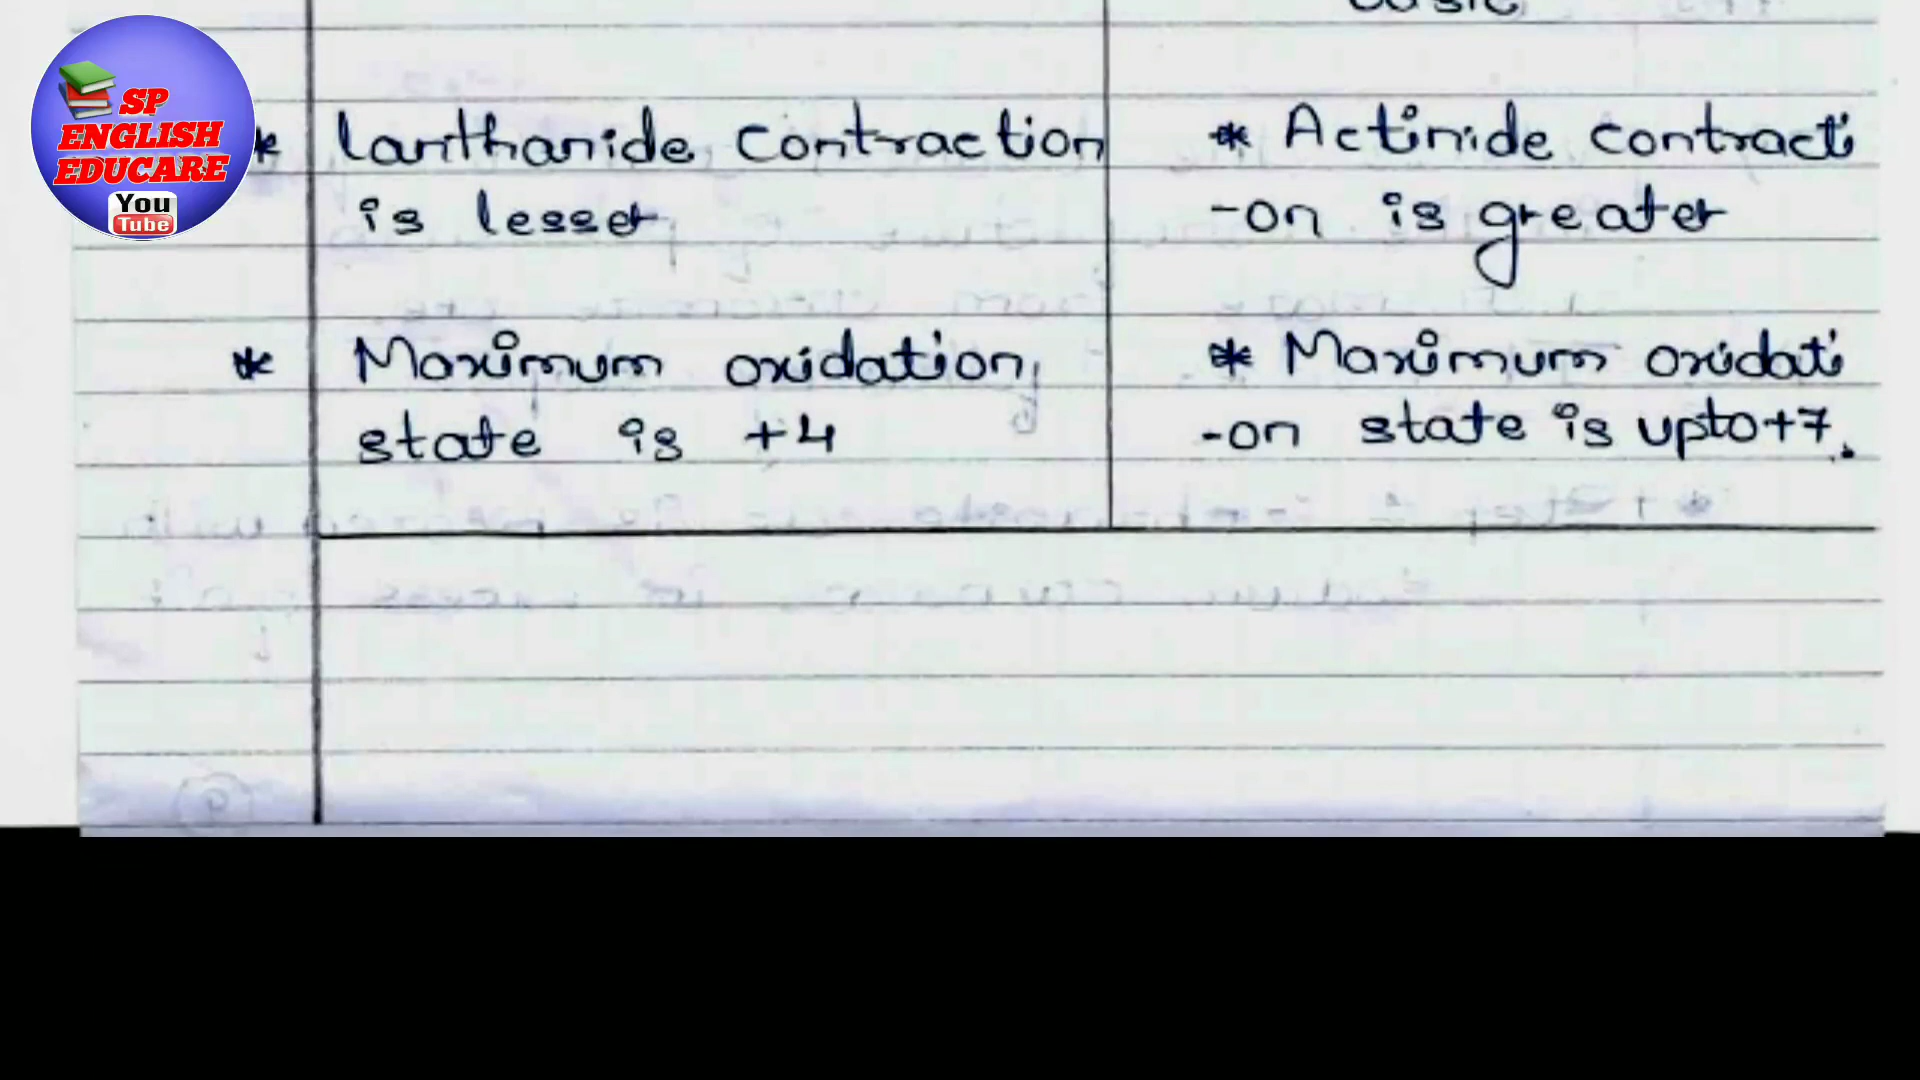 SP
ENGLISH
EDUCARE
You
Tube
* lanthanide contraction
is lesser
* Maximum oxidation
state is +4
* Actinide contracti
-on is greater
* Maximum oxidati
-on state is upto+7.